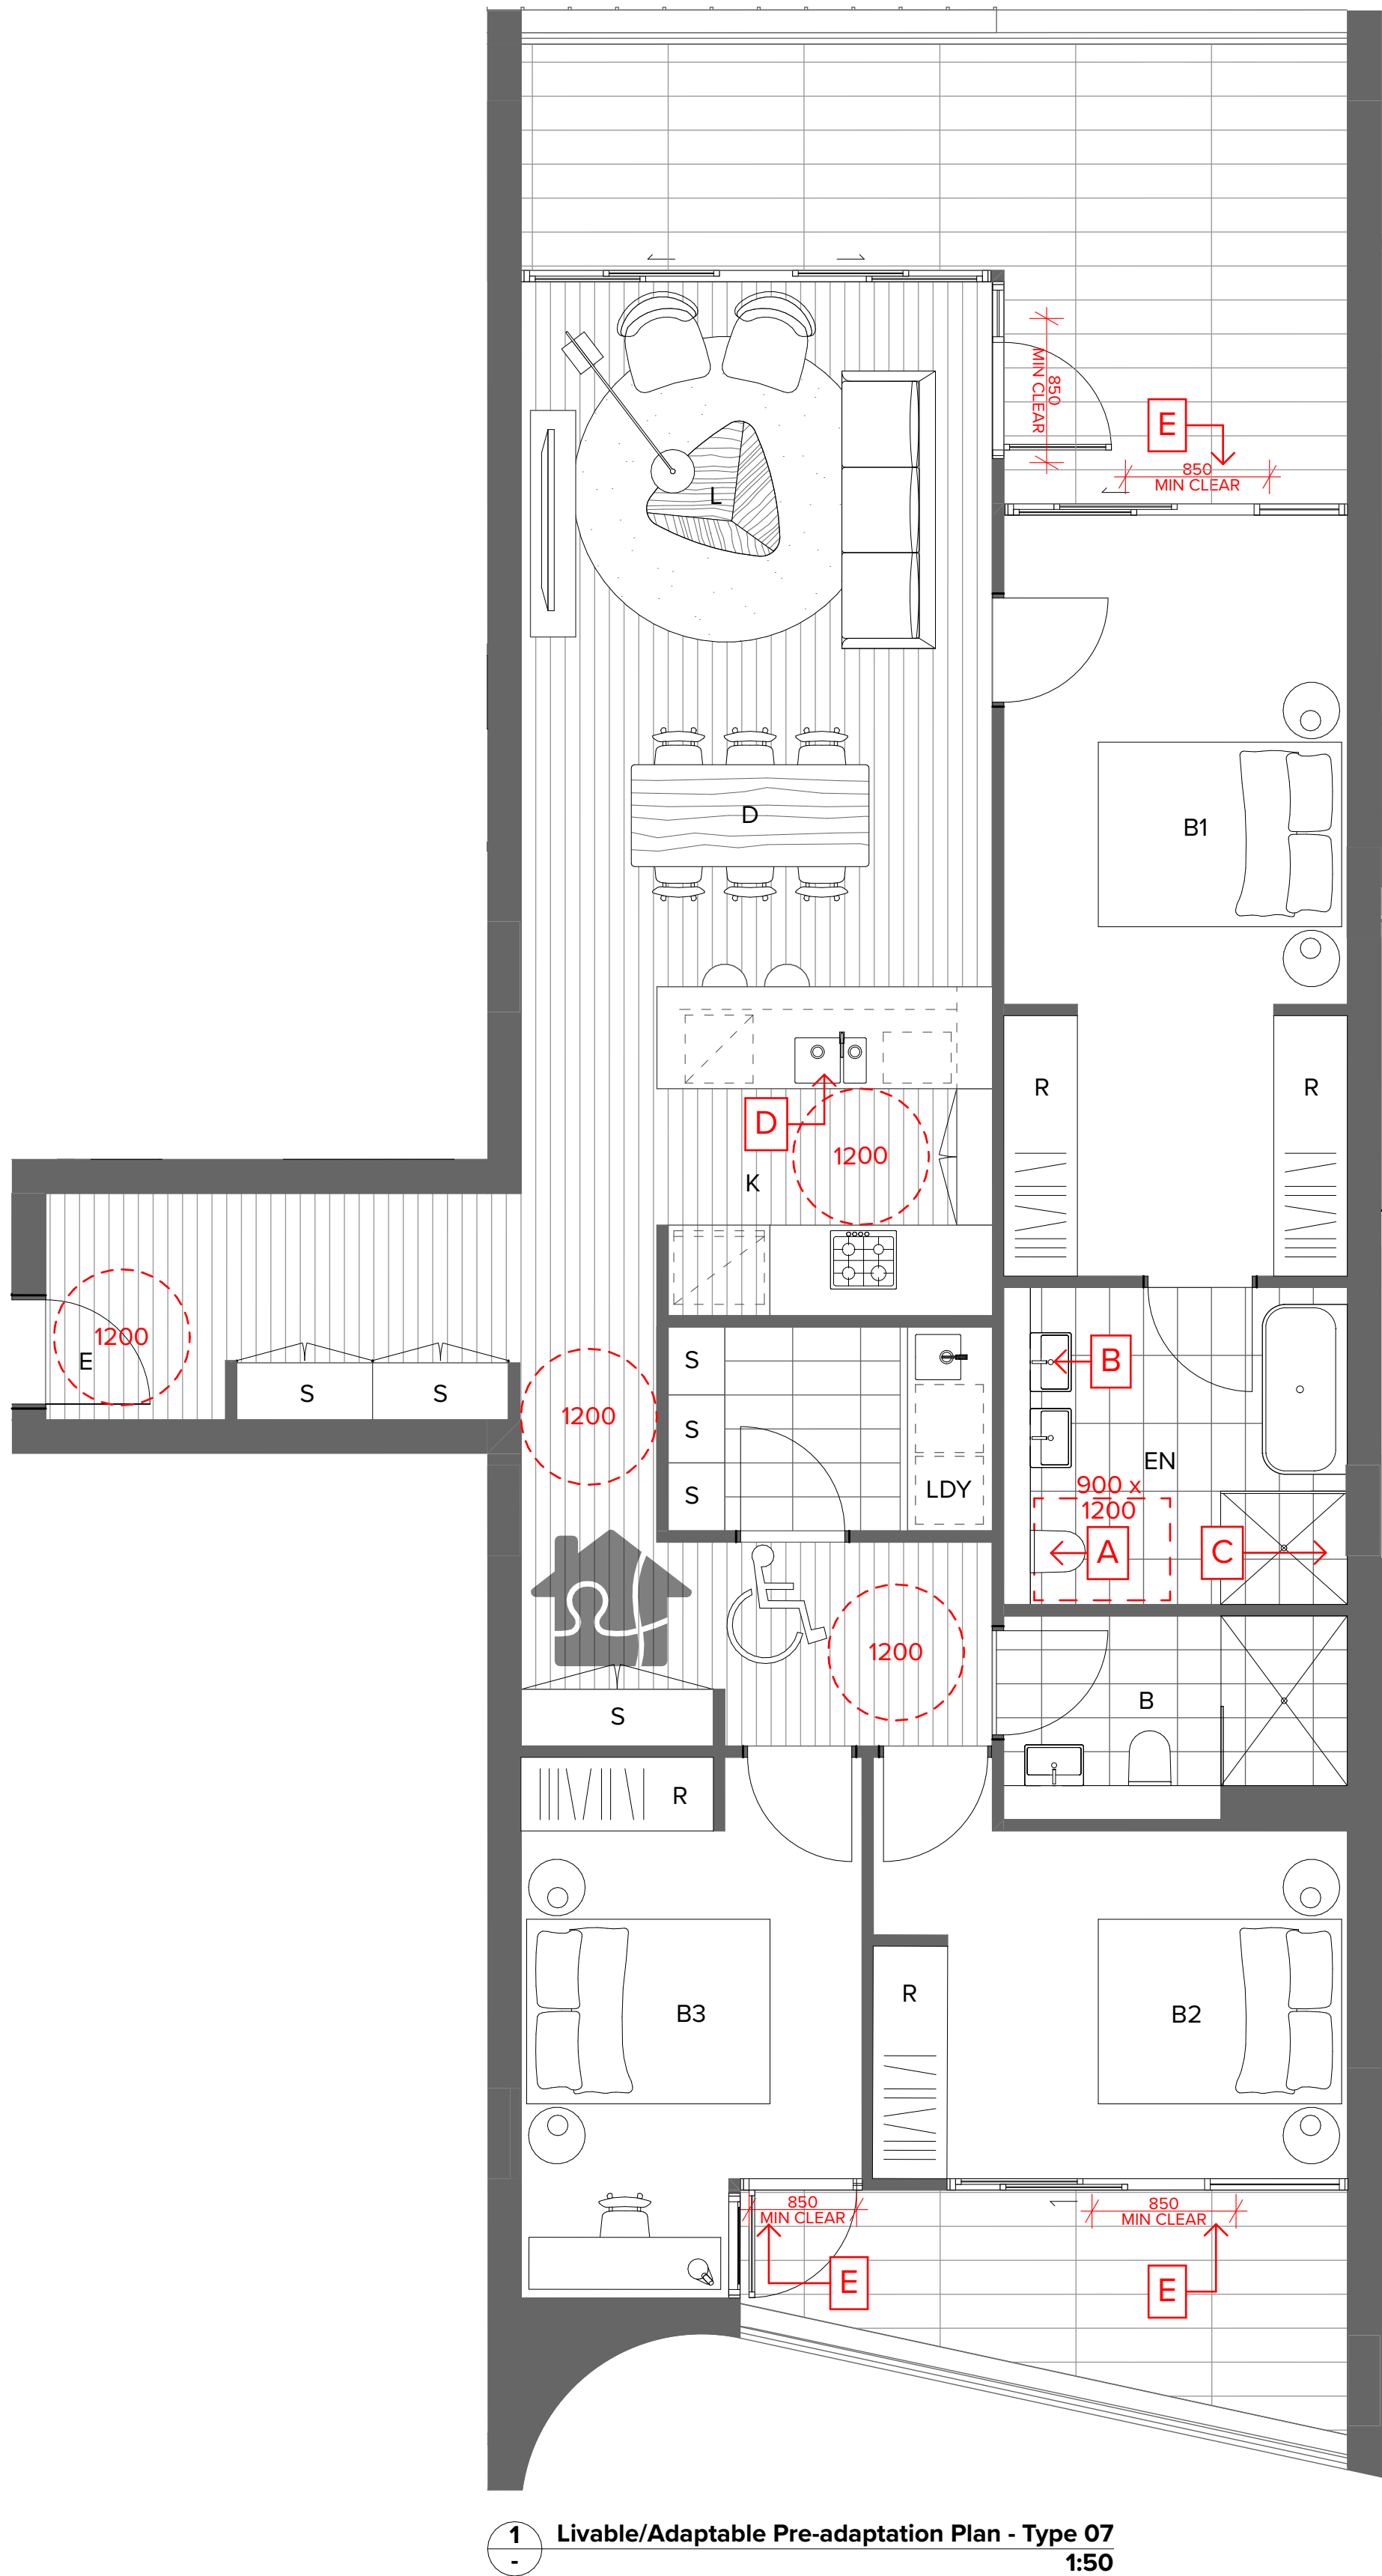 850
MIN CLEAR
E
850
MIN CLEAR
L
D
B1
R
R
D
1200
K
1200
E
S
S
1200
S
S
S
LDY
B
EN
900 x
1200
A
C
1200
S
B
R
B3
R
B2
850
MIN CLEAR
E
850
MIN CLEAR
E
1
-
Livable/Adaptable Pre-adaptation Plan - Type 07
1:50